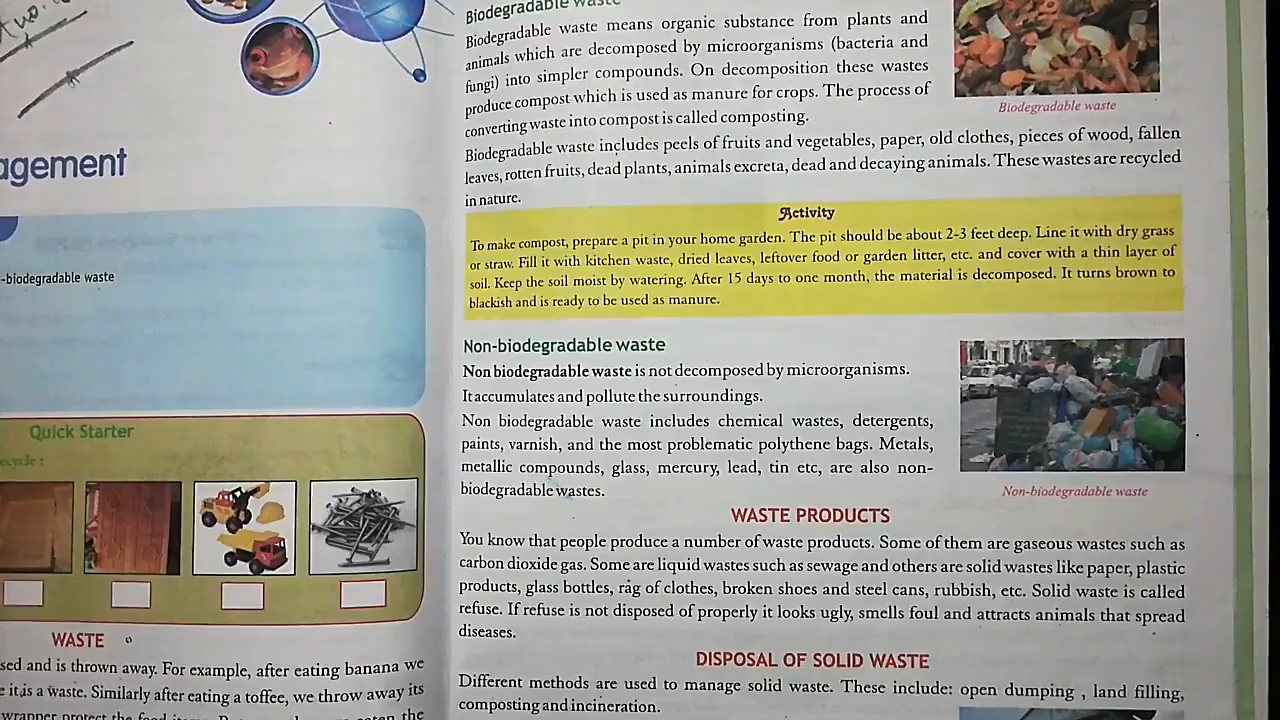 agement
-biodegradable waste
Quick Starter
ecycle :
WASTE
sed and is thrown away. For example, after eating banana we
e it is a waste. Similarly after eating a toffee, we throw away its
wrapper protect the food items.
Biodegradable waste
Biodegradable waste means organic substance from plants and
animals which are decomposed by microorganisms (bacteria and
fungi) into simpler compounds. On decomposition these wastes
produce compost which is used as manure for crops. The process of
converting waste into compost is called composting.
Biodegradable waste
Biodegradable waste includes peels of fruits and vegetables, paper, old clothes, pieces of wood, fallen
leaves, rotten fruits, dead plants, animals excreta, dead and decaying animals. These wastes are recycled
in nature.
Activity
To make compost, prepare a pit in your home garden. The pit should be about 2-3 feet deep. Line it with dry grass
or straw. Fill it with kitchen waste, dried leaves, leftover food or garden litter, etc. and cover with a thin layer of
soil. Keep the soil moist by watering. After 15 days to one month, the material is decomposed. It turns brown to
blackish and is ready to be used as manure.
Non-biodegradable waste
Non biodegradable waste is not decomposed by microorganisms.
It accumulates and pollute the surroundings.
Non biodegradable waste includes chemical wastes, detergents,
paints, varnish, and the most problematic polythene bags. Metals,
metallic compounds, glass, mercury, lead, tin etc, are also non-
biodegradable wastes.
Non-biodegradable waste
WASTE PRODUCTS
You know that people produce a number of waste products. Some of them are gaseous wastes such as
carbon dioxide gas. Some are liquid wastes such as sewage and others are solid wastes like paper, plastic
products, glass bottles, rag of clothes, broken shoes and steel cans, rubbish, etc. Solid waste is called
refuse. If refuse is not disposed of properly it looks ugly, smells foul and attracts animals that spread
diseases.
DISPOSAL OF SOLID WASTE
Different methods are used to manage solid waste. These include: open dumping , land filling,
composting and incineration.